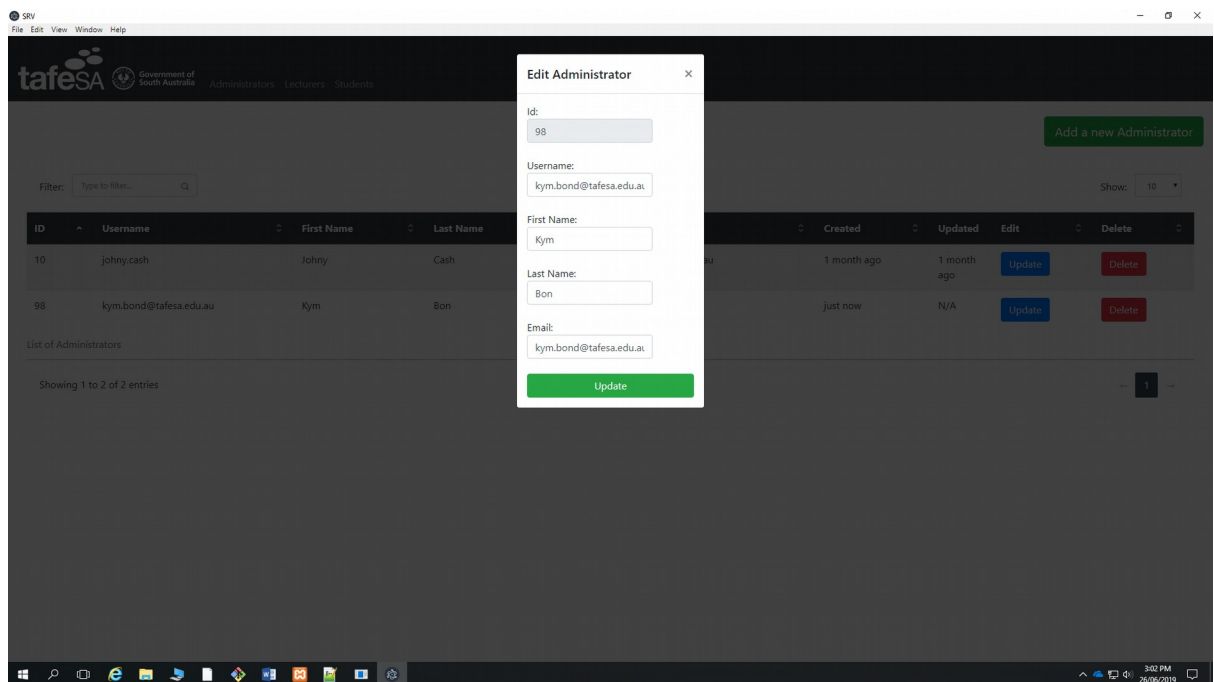 SRV
File Edit View Window Help
tafeSA Government of South Australia Administrators Lecturers Students
Edit Administrator ×
Id:
98
Username:
kym.bond@tafesa.edu.au
First Name:
Kym
Last Name:
Bon
Email:
kym.bond@tafesa.edu.au
Update
Add a new Administrator
Filter: Type to filter... Show: 10
ID Username First Name Last Name Created Updated Edit Delete
10 johny.cash Johny Cash au 1 month ago 1 month ago Update Delete
98 kym.bond@tafesa.edu.au Kym Bon just now N/A Update Delete
List of Administrators
Showing 1 to 2 of 2 entries ← 1 →
3:02 PM
26/06/2019